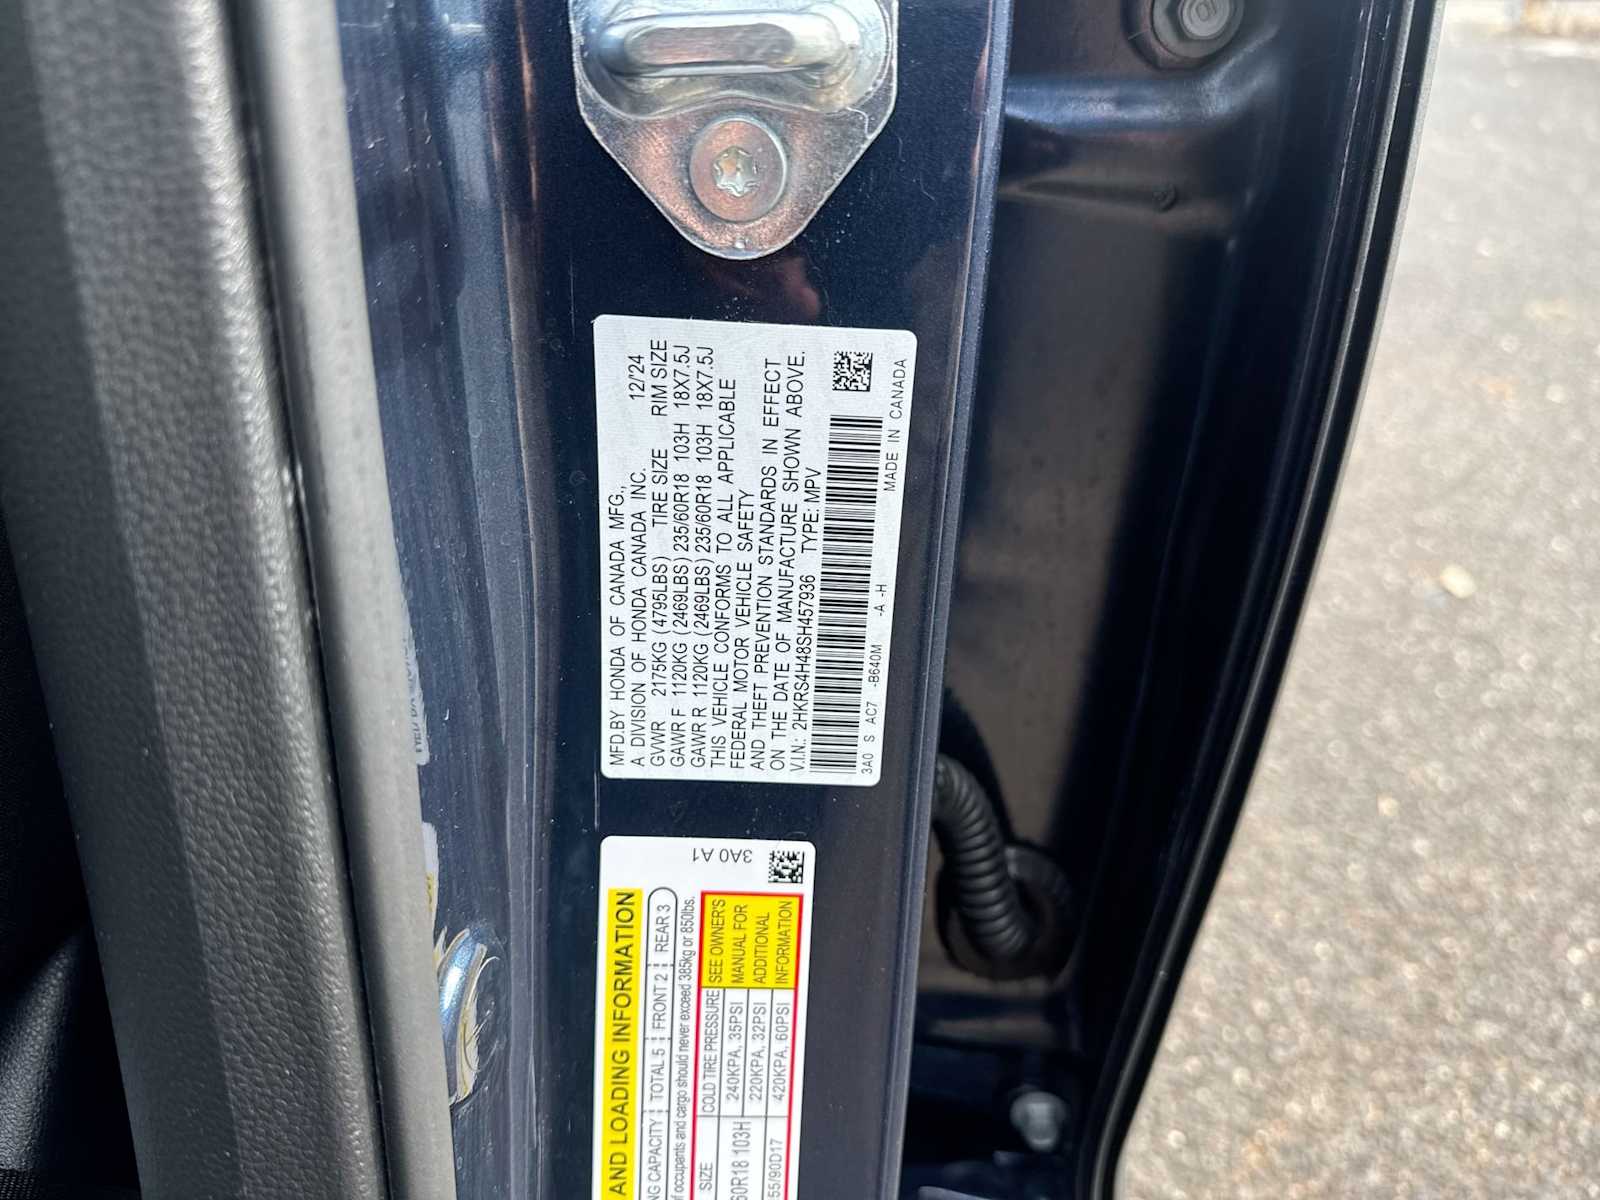 MFD.BY HONDA OF CANADA MFG.,
A DIVISION OF HONDA CANADA INC. 12/'24
GVWR 2175KG (4795LBS) TIRE SIZE RIM SIZE
GAWR F 1120KG (2469LBS) 235/60R18 103H 18X7.5J
GAWR R 1120KG (2469LBS) 235/60R18 103H 18X7.5J
THIS VEHICLE CONFORMS TO ALL APPLICABLE
FEDERAL MOTOR VEHICLE SAFETY
AND THEFT PREVENTION STANDARDS IN EFFECT
ON THE DATE OF MANUFACTURE SHOWN ABOVE.
V.I.N.: 2HKRS4H48SH457936 TYPE: MPV
3A0 S AC7 -B640M -A -H
MADE IN CANADA
3A0 A1
AND LOADING INFORMATION
NG CAPACITY TOTAL 5 FRONT 2 REAR 3
of occupants and cargo should never exceed 385kg or 850lbs.
SIZE COLD TIRE PRESSURE
60R18 103H 240KPA, 35PSI
220KPA, 32PSI
55/90D17 420KPA, 60PSI
SEE OWNER'S
MANUAL FOR
ADDITIONAL
INFORMATION